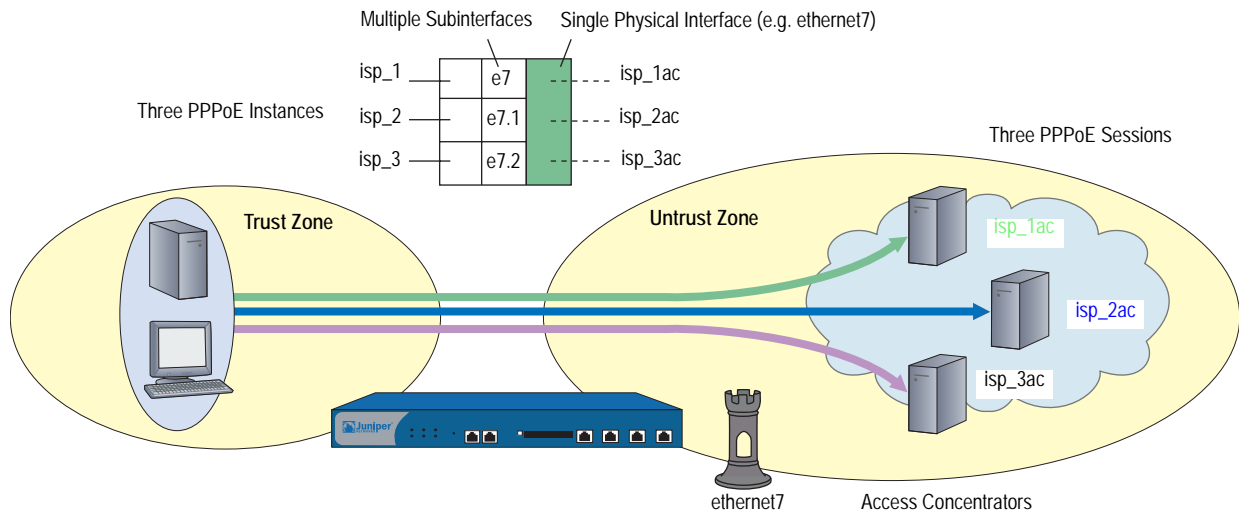 Multiple Subinterfaces
Single Physical Interface (e.g. ethernet7)
isp_1
e7
isp_1ac
Three PPPoE Instances
isp_2
e7.1
isp_2ac
isp_3
e7.2
isp_3ac
Three PPPoE Sessions
Trust Zone
Untrust Zone
isp_1ac
isp_2ac
isp_3ac
Juniper
ethernet7
Access Concentrators